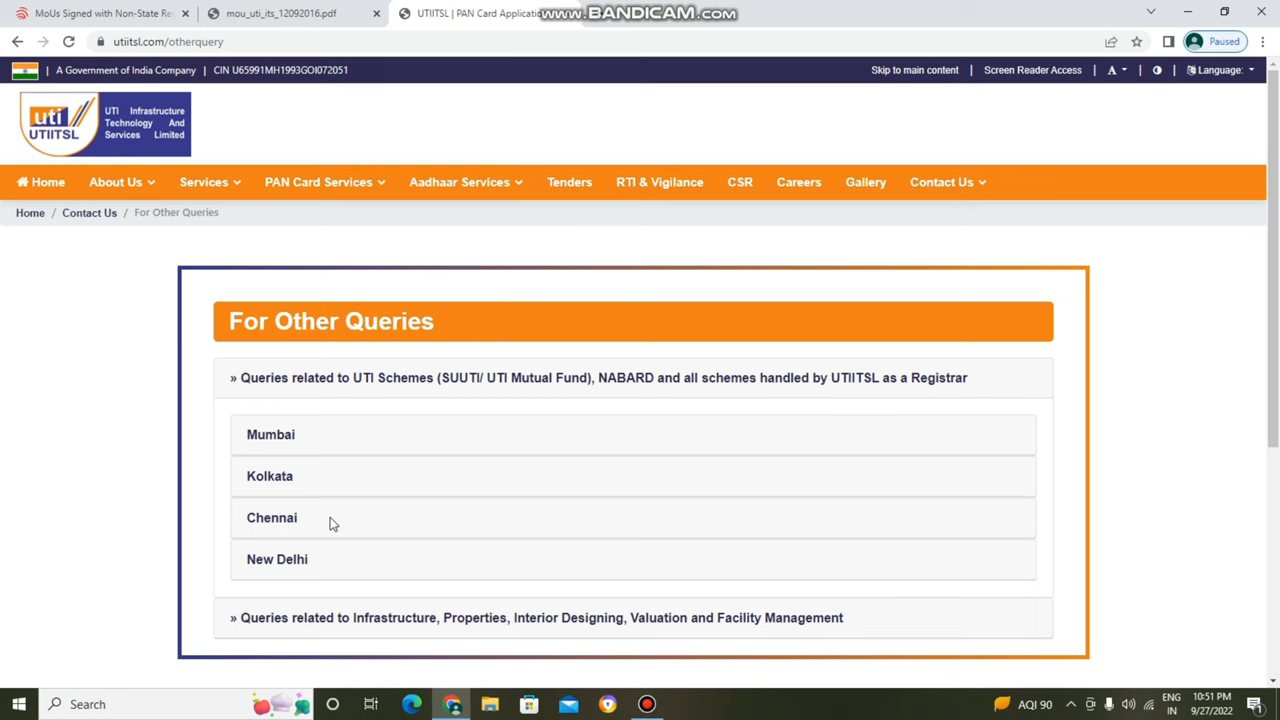 MoUs Signed with Non-State Re
mou_uti_its_12092016.pdf
UTIITSL | PAN Card Applicatio
www.BANDICAM.com
utiitsl.com/otherquery
Paused
A Government of India Company | CIN U65991MH1993GOI072051
Skip to main content | Screen Reader Access | A | Language:
uti
UTIITSL
UTI Infrastructure
Technology And
Services Limited
Home About Us Services PAN Card Services Aadhaar Services Tenders RTI & Vigilance CSR Careers Gallery Contact Us
Home / Contact Us / For Other Queries
For Other Queries
» Queries related to UTI Schemes (SUUTI/ UTI Mutual Fund), NABARD and all schemes handled by UTIITSL as a Registrar
Mumbai
Kolkata
Chennai
New Delhi
» Queries related to Infrastructure, Properties, Interior Designing, Valuation and Facility Management
Search
AQI 90
ENG
IN
10:51 PM
9/27/2022
1